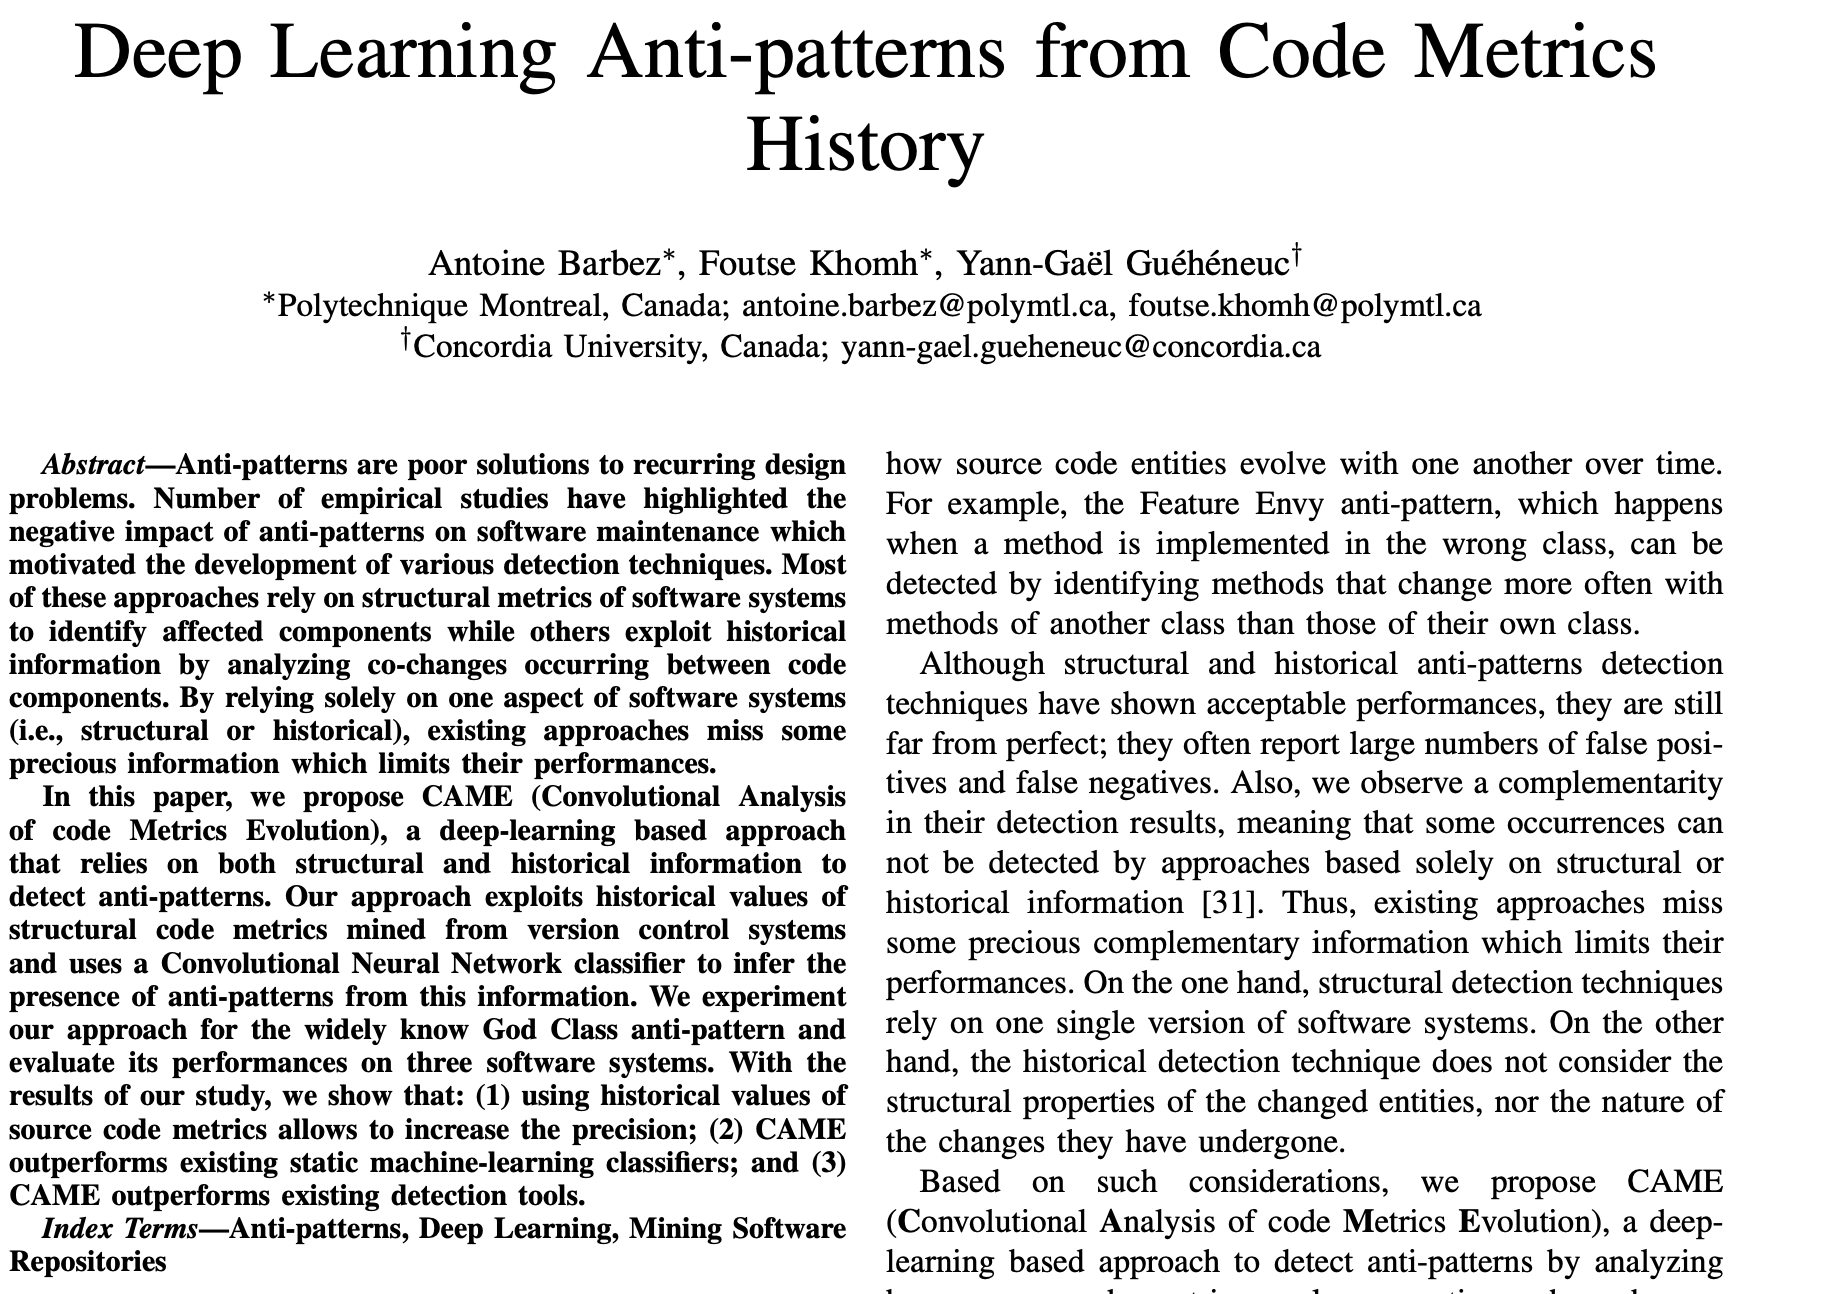 Deep Learning Anti-patterns from Code Metrics
History
Antoine Barbez*, Foutse Khomh*, Yann-Gaël Guéhéneuc†
*Polytechnique Montreal, Canada; antoine.barbez@polymtl.ca, foutse.khomh@polymtl.ca
†Concordia University, Canada; yann-gael.gueheneuc@concordia.ca
Abstract—Anti-patterns are poor solutions to recurring design
problems. Number of empirical studies have highlighted the
negative impact of anti-patterns on software maintenance which
motivated the development of various detection techniques. Most
of these approaches rely on structural metrics of software systems
to identify affected components while others exploit historical
information by analyzing co-changes occurring between code
components. By relying solely on one aspect of software systems
(i.e., structural or historical), existing approaches miss some
precious information which limits their performances.
In this paper, we propose CAME (Convolutional Analysis
of code Metrics Evolution), a deep-learning based approach
that relies on both structural and historical information to
detect anti-patterns. Our approach exploits historical values of
structural code metrics mined from version control systems
and uses a Convolutional Neural Network classifier to infer the
presence of anti-patterns from this information. We experiment
our approach for the widely know God Class anti-pattern and
evaluate its performances on three software systems. With the
results of our study, we show that: (1) using historical values of
source code metrics allows to increase the precision; (2) CAME
outperforms existing static machine-learning classifiers; and (3)
CAME outperforms existing detection tools.
Index Terms—Anti-patterns, Deep Learning, Mining Software
Repositories
how source code entities evolve with one another over time.
For example, the Feature Envy anti-pattern, which happens
when a method is implemented in the wrong class, can be
detected by identifying methods that change more often with
methods of another class than those of their own class.
Although structural and historical anti-patterns detection
techniques have shown acceptable performances, they are still
far from perfect; they often report large numbers of false posi-
tives and false negatives. Also, we observe a complementarity
in their detection results, meaning that some occurrences can
not be detected by approaches based solely on structural or
historical information [31]. Thus, existing approaches miss
some precious complementary information which limits their
performances. On the one hand, structural detection techniques
rely on one single version of software systems. On the other
hand, the historical detection technique does not consider the
structural properties of the changed entities, nor the nature of
the changes they have undergone.
Based on such considerations, we propose CAME
(Convolutional Analysis of code Metrics Evolution), a deep-
learning based approach to detect anti-patterns by analyzing